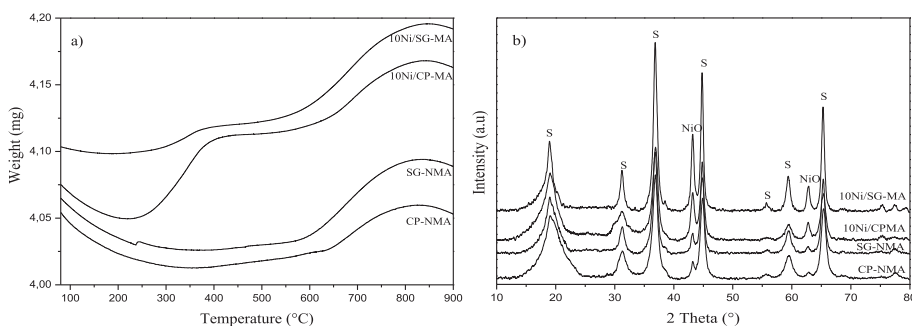 a)
4,20
4,15
4,10
4,05
4,00
Weight (mg)
10Ni/SG-MA
10Ni/CP-MA
SG-NMA
CP-NMA
100 200 300 400 500 600 700 800 900
Temperature (°C)
b)
Intensity (a.u)
S
S
S
NiO
S
S
S
NiO
S
10Ni/SG-MA
10Ni/CPMA
SG-NMA
CP-NMA
10 20 30 40 50 60 70 80
2 Theta (°)